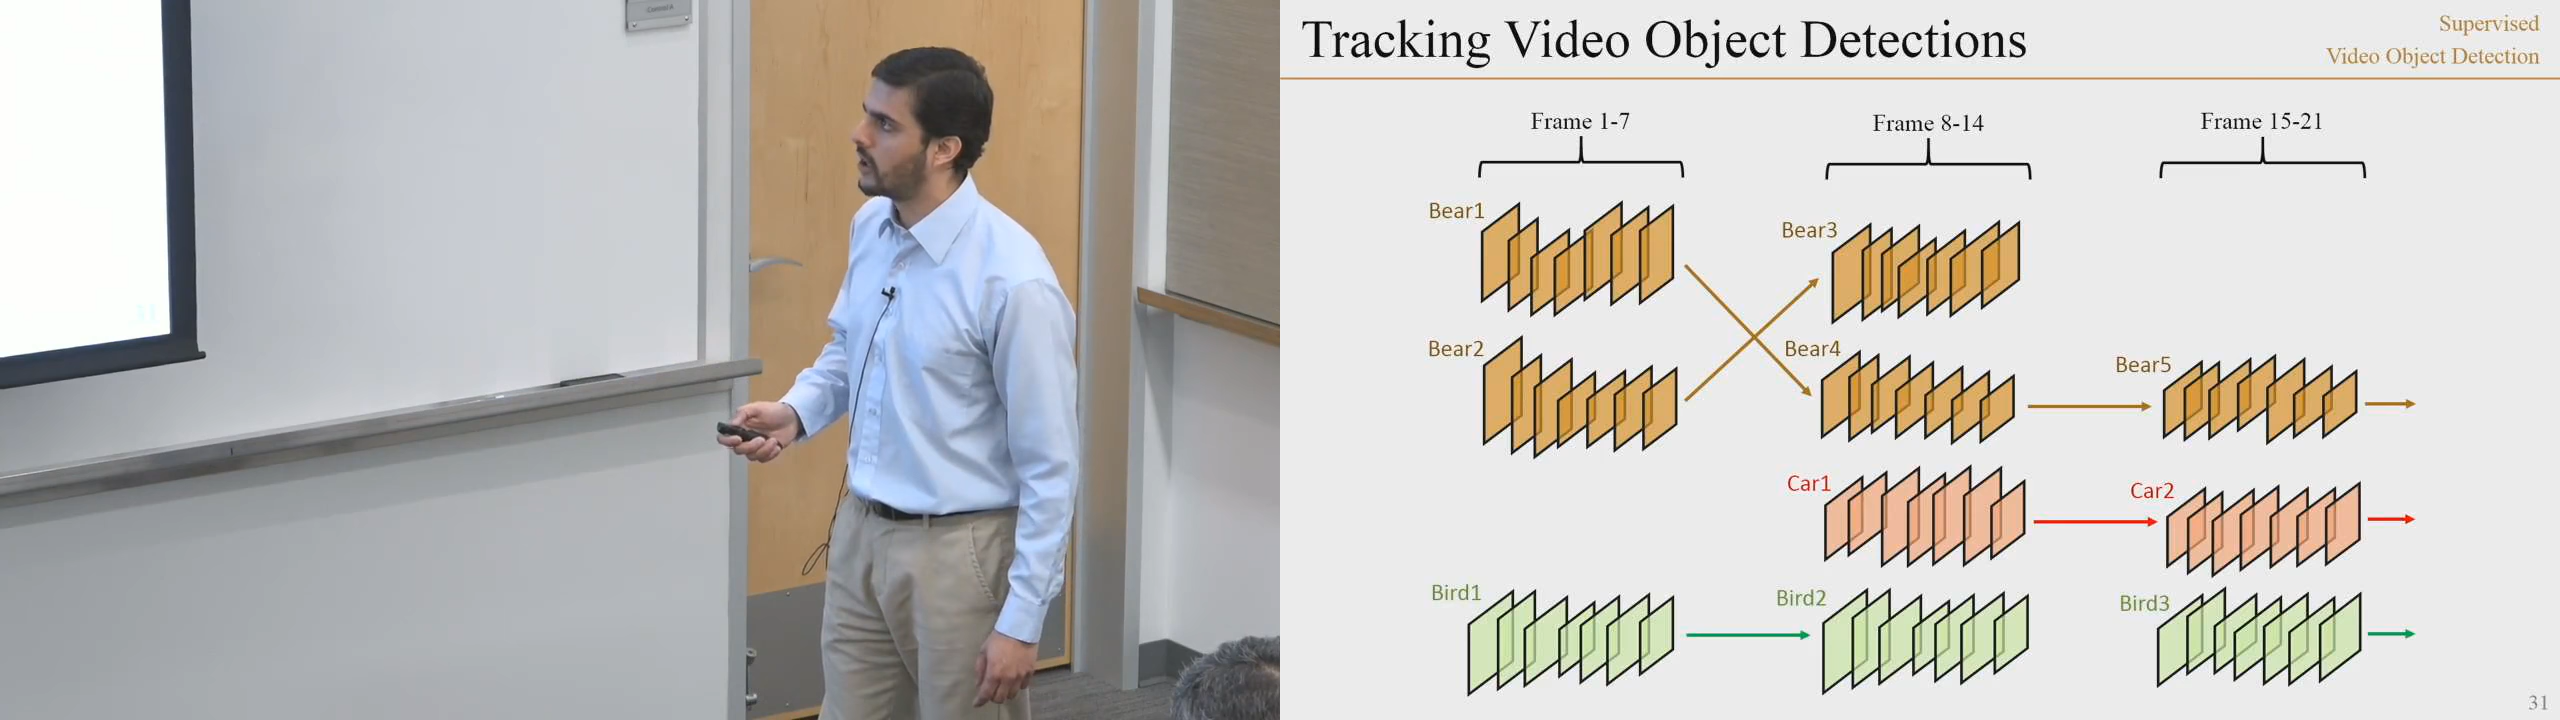 Tracking Video Object Detections
Supervised
Video Object Detection
Frame 1-7
Frame 8-14
Frame 15-21
Bear1
Bear3
Bear2
Bear4
Bear5
Car1
Car2
Bird1
Bird2
Bird3
31
31